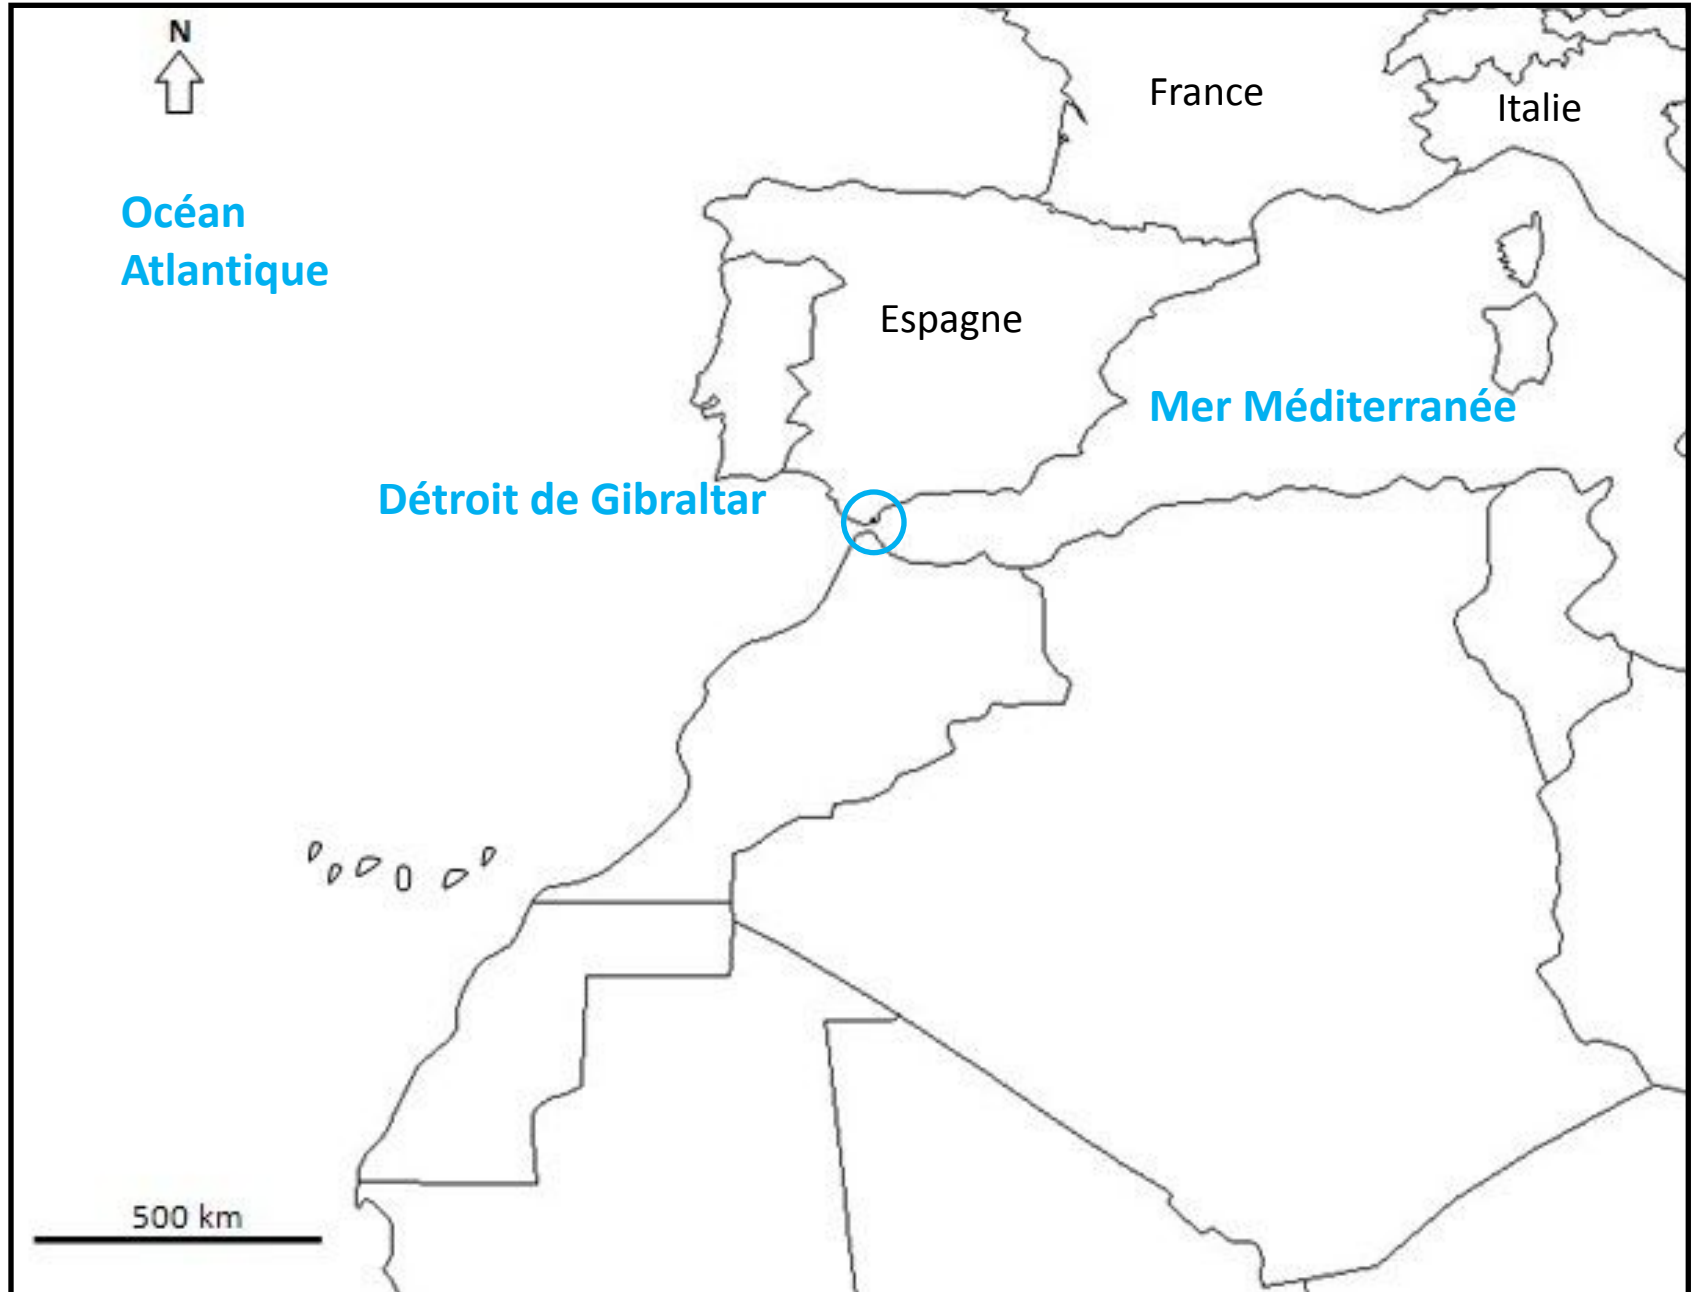 N
France
Italie
Océan
Atlantique
Espagne
Mer Méditerranée
Détroit de Gibraltar
500 km